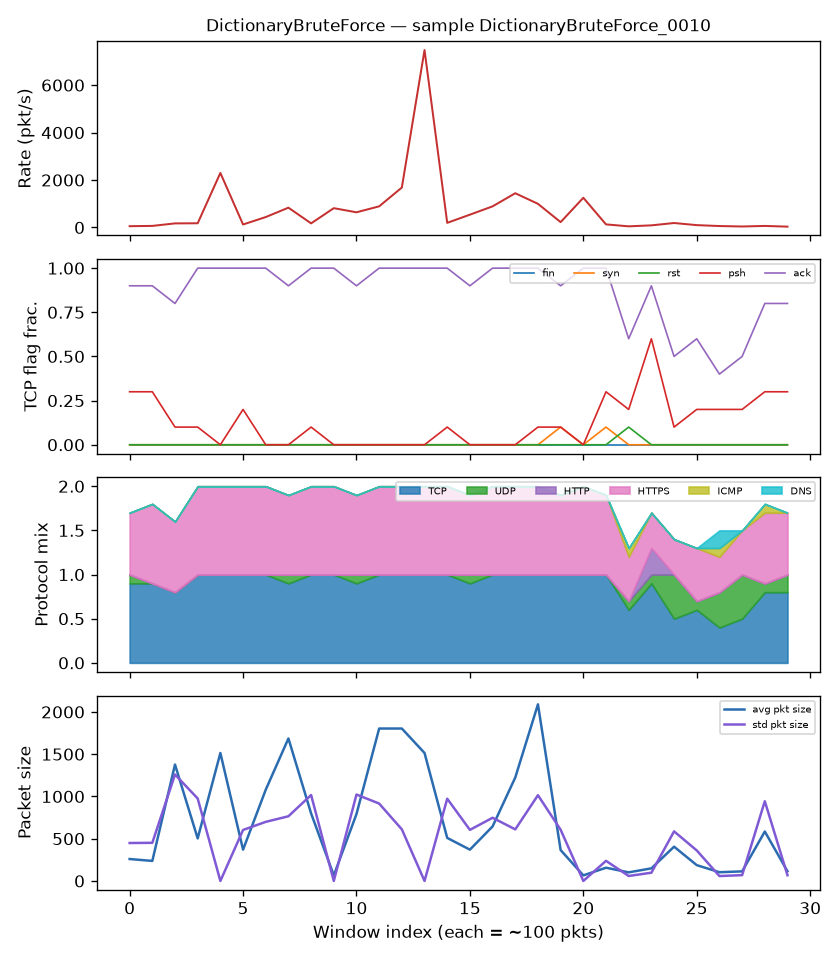 DictionaryBruteForce — sample DictionaryBruteForce_0010
Rate (pkt/s)
6000
4000
2000
0
TCP flag frac.
1.00
0.75
0.50
0.25
0.00
fin syn rst psh ack
Protocol mix
2.0
1.5
1.0
0.5
0.0
TCP UDP HTTP HTTPS ICMP DNS
Packet size
2000
1500
1000
500
0
avg pkt size
std pkt size
0 5 10 15 20 25 30
Window index (each = ~100 pkts)